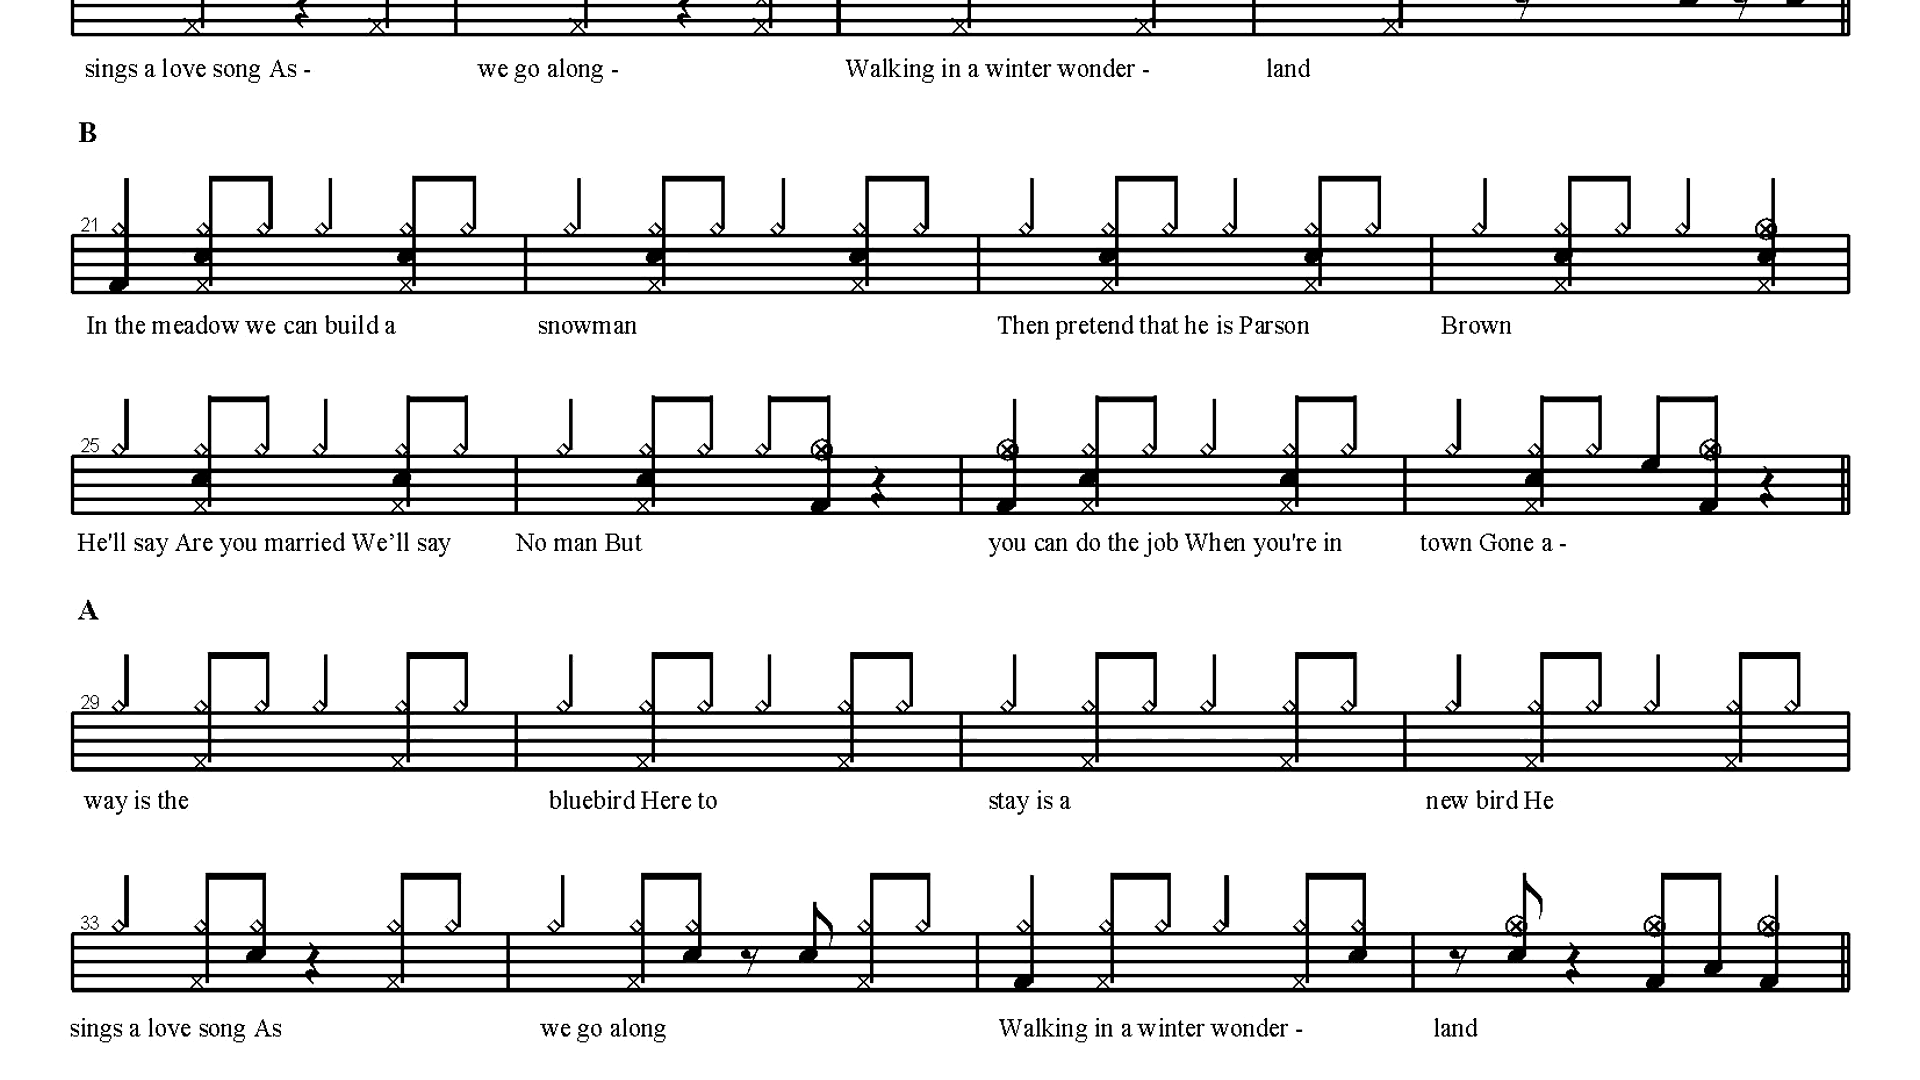 sings a love song As - we go along - Walking in a winter wonder - land
B
21
In the meadow we can build a snowman Then pretend that he is Parson Brown
25
He'll say Are you married We’ll say No man But you can do the job When you're in town Gone a -
A
29
way is the bluebird Here to stay is a new bird He
33
sings a love song As we go along Walking in a winter wonder - land